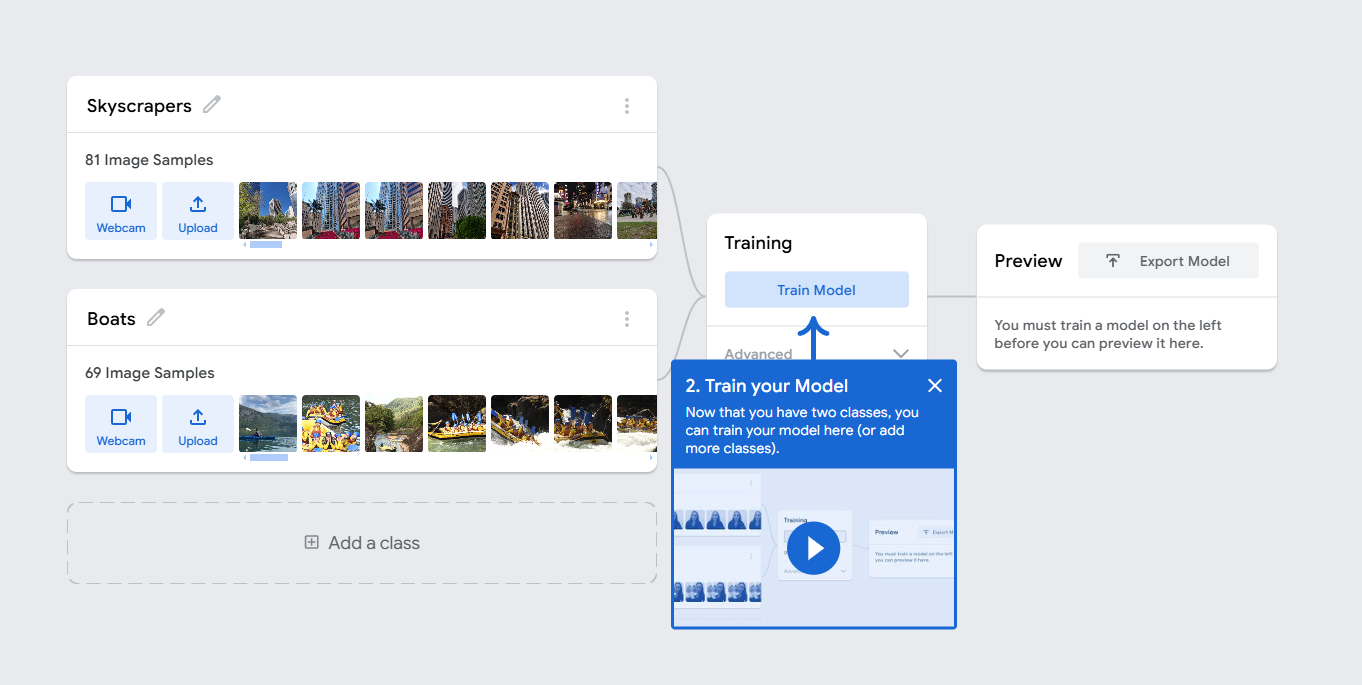 Skyscrapers
81 Image Samples
Webcam
Upload
Boats
69 Image Samples
Webcam
Upload
Add a class
Training
Train Model
Advanced
2. Train your Model
Now that you have two classes, you
can train your model here (or add
more classes).
Training
Preview
Export M
You must train a model on the left
you can preview it here.
Preview
Export Model
You must train a model on the left
before you can preview it here.